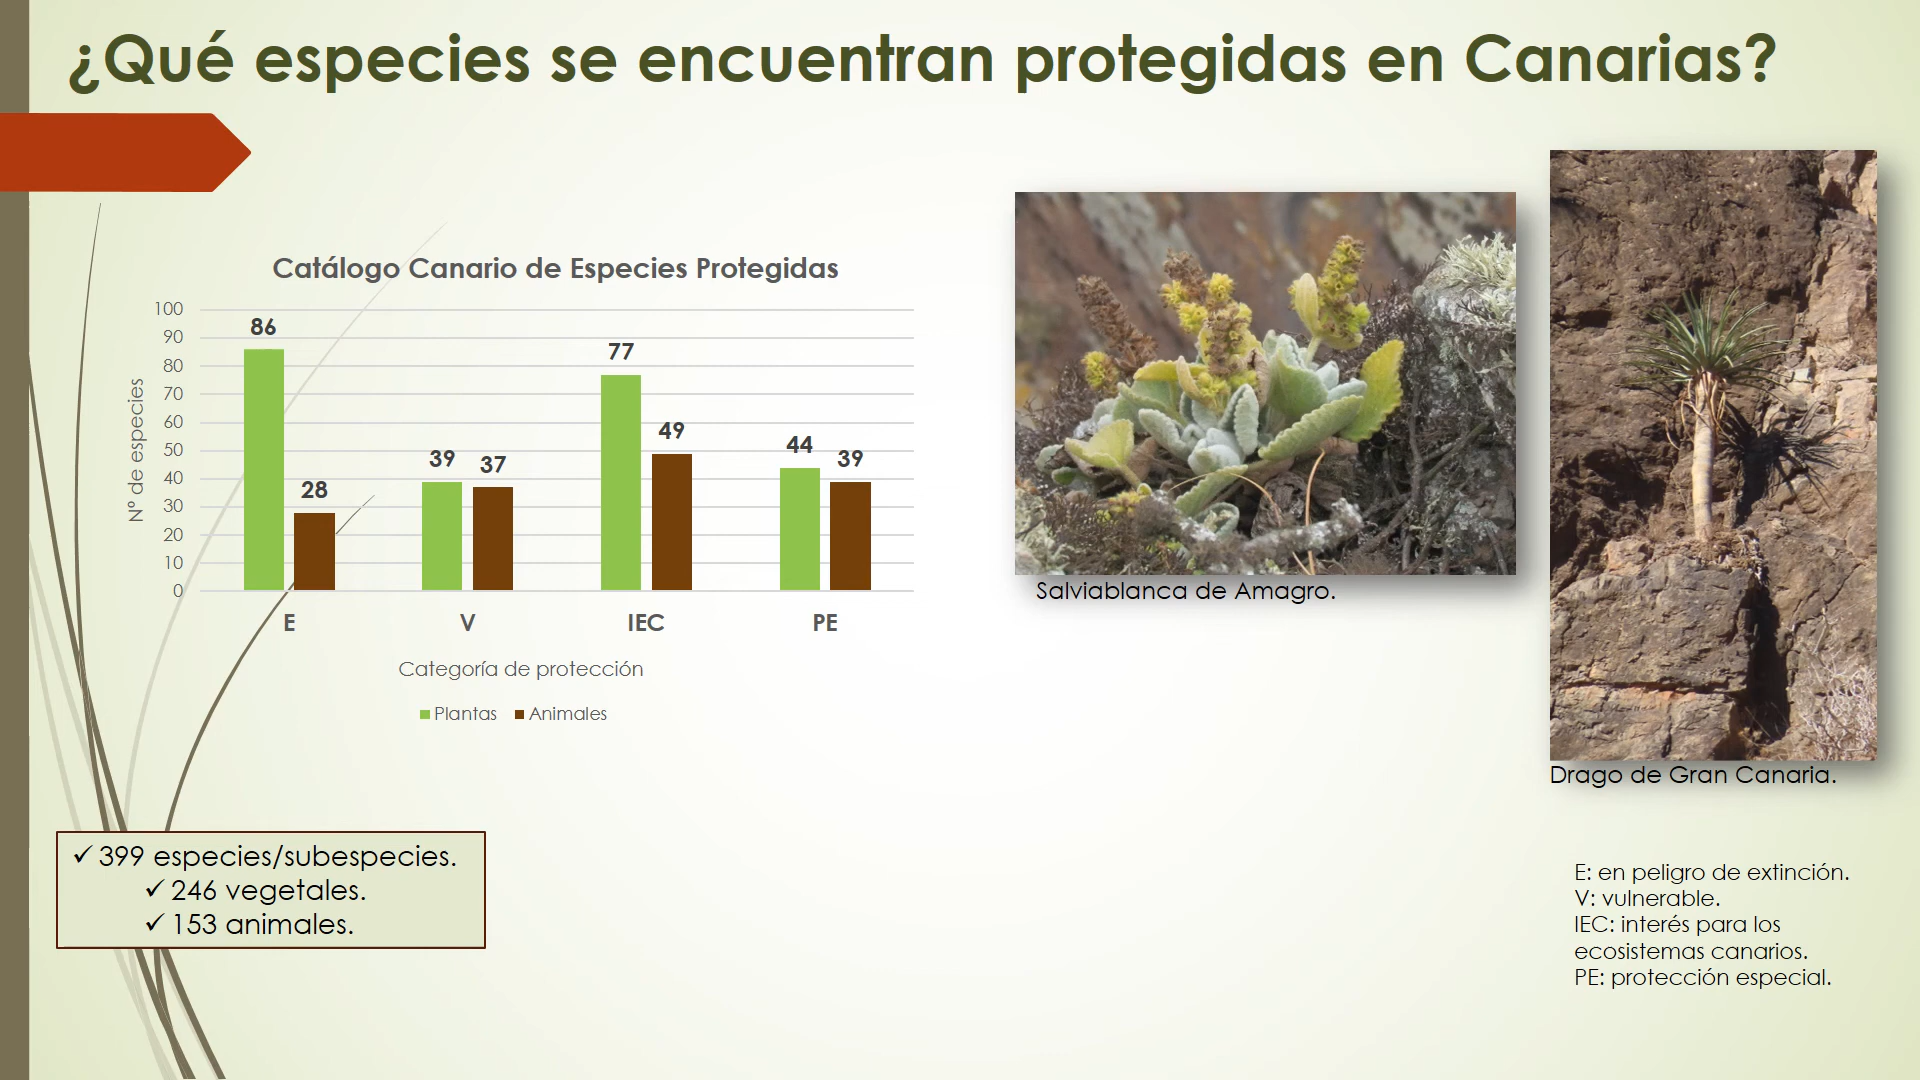 ¿Qué especies se encuentran protegidas en Canarias?
Catálogo Canario de Especies Protegidas
Nº de especies
100
90
80
70
60
50
40
30
20
10
0
86
28
39
37
77
49
44
39
E
V
IEC
PE
Categoría de protección
Plantas
Animales
Salviablanca de Amagro.
Drago de Gran Canaria.
✓ 399 especies/subespecies.
✓ 246 vegetales.
✓ 153 animales.
E: en peligro de extinción.
V: vulnerable.
IEC: interés para los
ecosistemas canarios.
PE: protección especial.